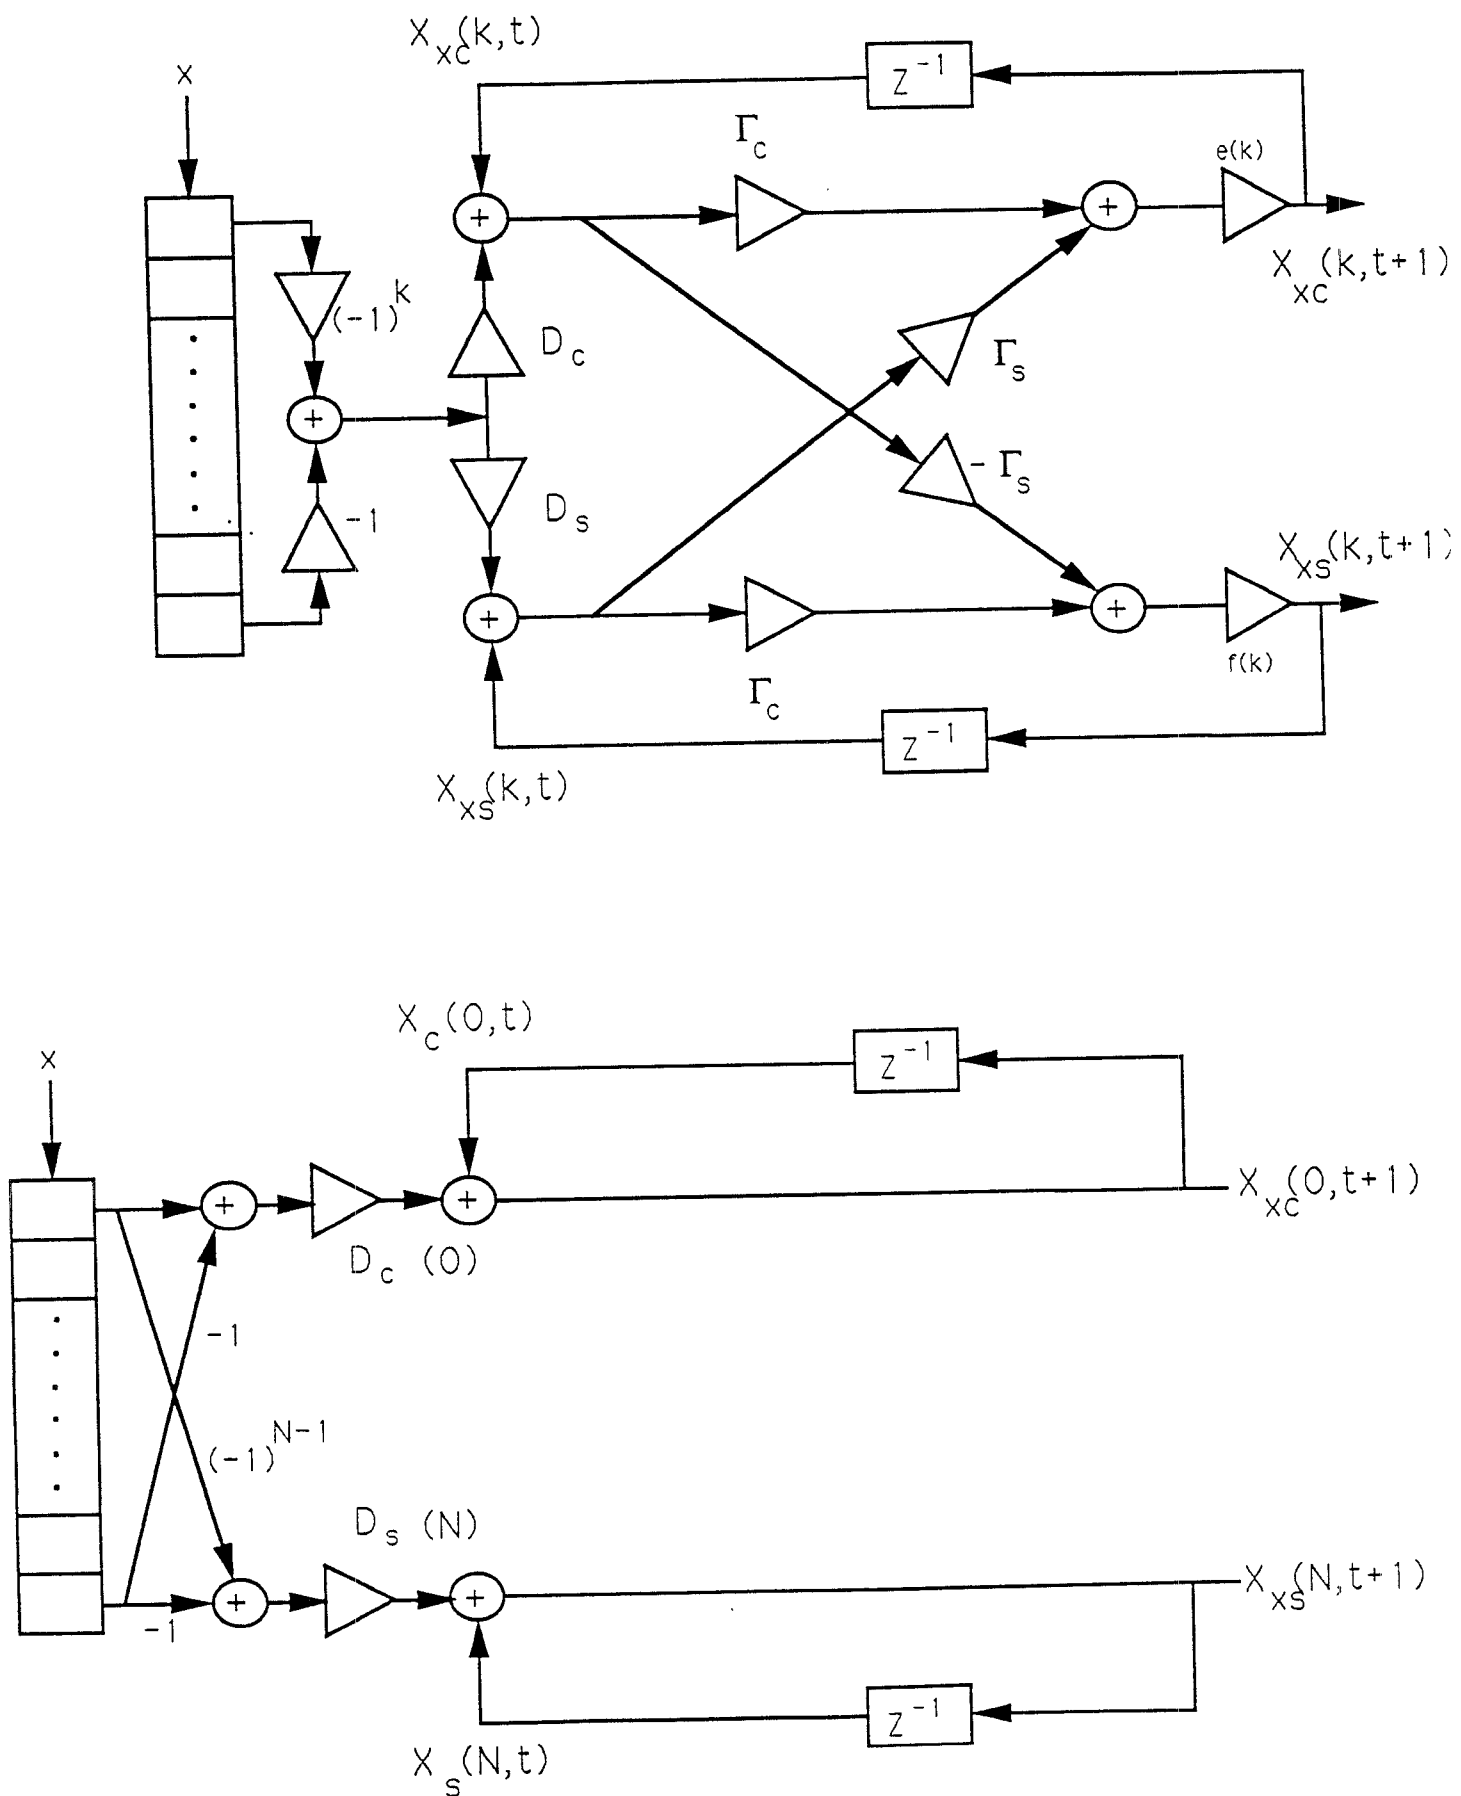 X_xc(k,t)
Z^-1
x
Γ_c
e(k)
+
+
X_xc(k,t+1)
(-1)^k
D_c
Γ_s
+
- Γ_s
D_s
-1
X_xs(k,t+1)
+
+
f(k)
Γ_c
Z^-1
X_xs(k,t)
X_c(0,t)
Z^-1
x
+
+
X_xc(0,t+1)
D_c (0)
-1
(-1)^N-1
D_s (N)
X_xs(N,t+1)
+
+
-1
Z^-1
X_s(N,t)